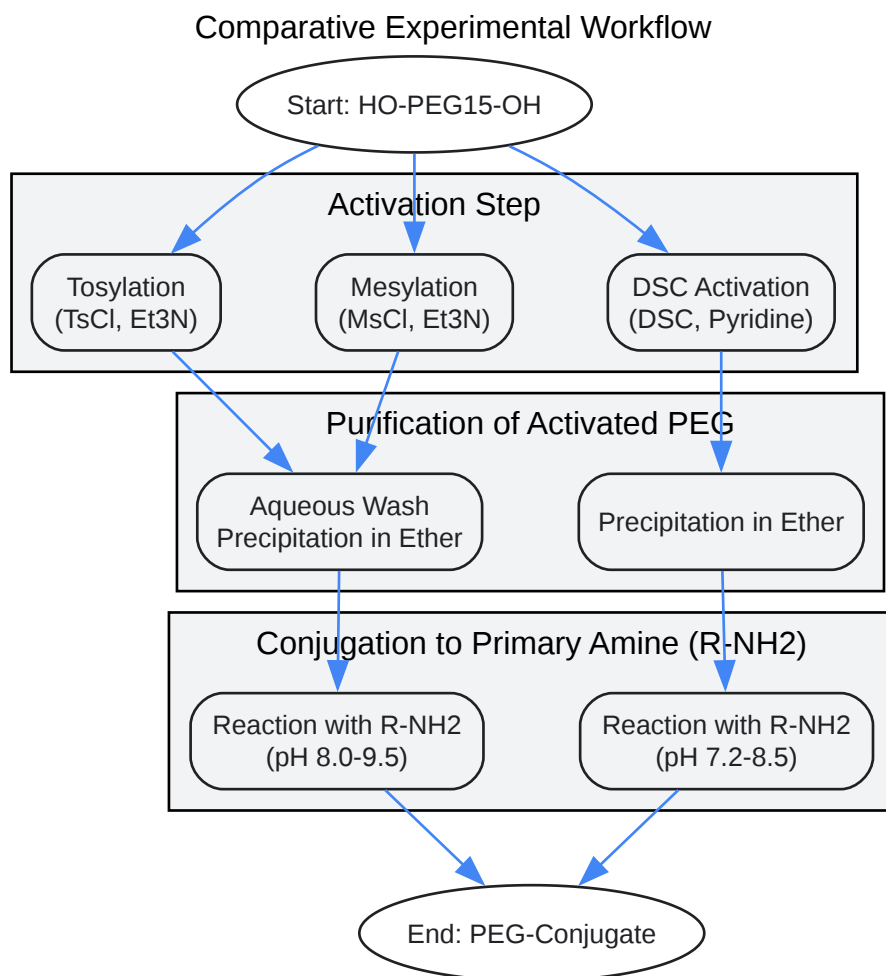 Comparative Experimental Workflow
Start: HO-PEG15-OH
Activation Step
Tosylation
(TsCl, Et3N)
Mesylation
(MsCl, Et3N)
DSC Activation
(DSC, Pyridine)
Purification of Activated PEG
Aqueous Wash
Precipitation in Ether
Precipitation in Ether
Conjugation to Primary Amine (R-NH2)
Reaction with R-NH2
(pH 8.0-9.5)
Reaction with R-NH2
(pH 7.2-8.5)
End: PEG-Conjugate